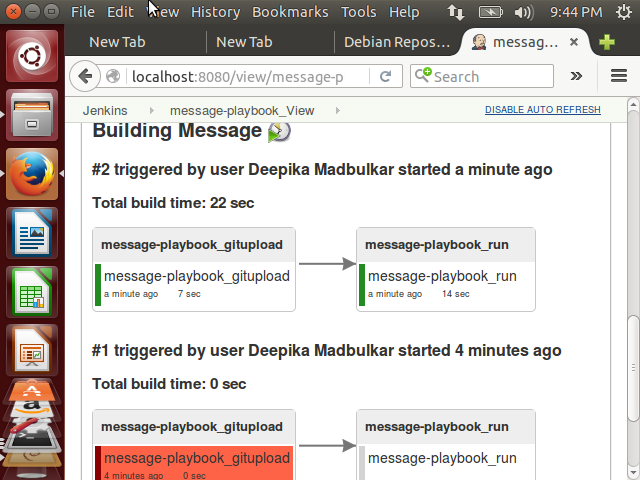 File Edit View History Bookmarks Tools Help 9:44 PM
New Tab New Tab Debian Repos... messag...
localhost:8080/view/message-p Search
Jenkins message-playbook_View DISABLE AUTO REFRESH
Building Message
#2 triggered by user Deepika Madbulkar started a minute ago
Total build time: 22 sec
message-playbook_gitupload message-playbook_run
message-playbook_gitupload message-playbook_run
a minute ago 7 sec a minute ago 14 sec
#1 triggered by user Deepika Madbulkar started 4 minutes ago
Total build time: 0 sec
message-playbook_gitupload message-playbook_run
message-playbook_gitupload message-playbook_run
4 minutes ago 0 sec